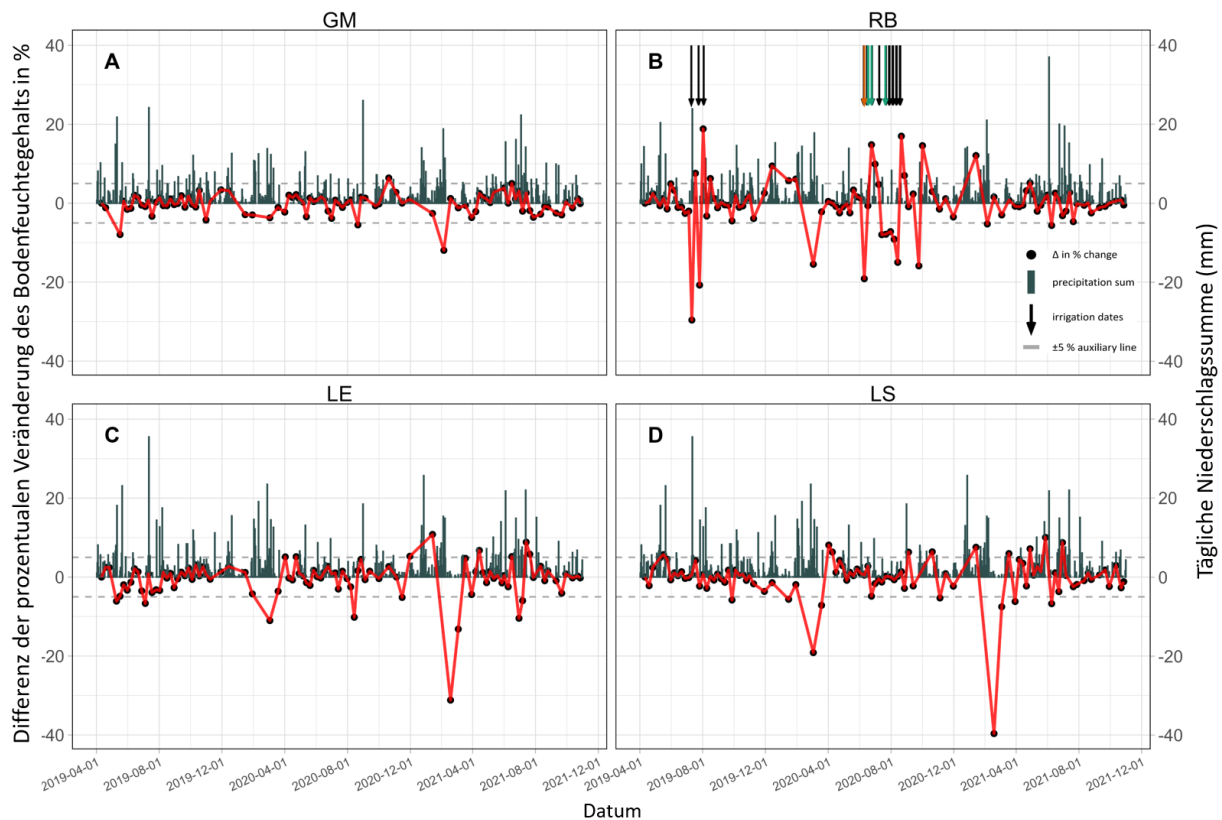 GM
RB
A
B
40
20
0
-20
-40
40
20
0
-20
-40
Δ in % change
precipitation sum
irrigation dates
±5 % auxiliary line
LE
LS
C
D
40
20
0
-20
-40
40
20
0
-20
-40
Differenz der prozentualen Veränderung des Bodenfeuchtegehalts in %
Tägliche Niederschlagssumme (mm)
2019-04-01
2019-08-01
2019-12-01
2020-04-01
2020-08-01
2020-12-01
2021-04-01
2021-08-01
2021-12-01
2019-04-01
2019-08-01
2019-12-01
2020-04-01
2020-08-01
2020-12-01
2021-04-01
2021-08-01
2021-12-01
Datum